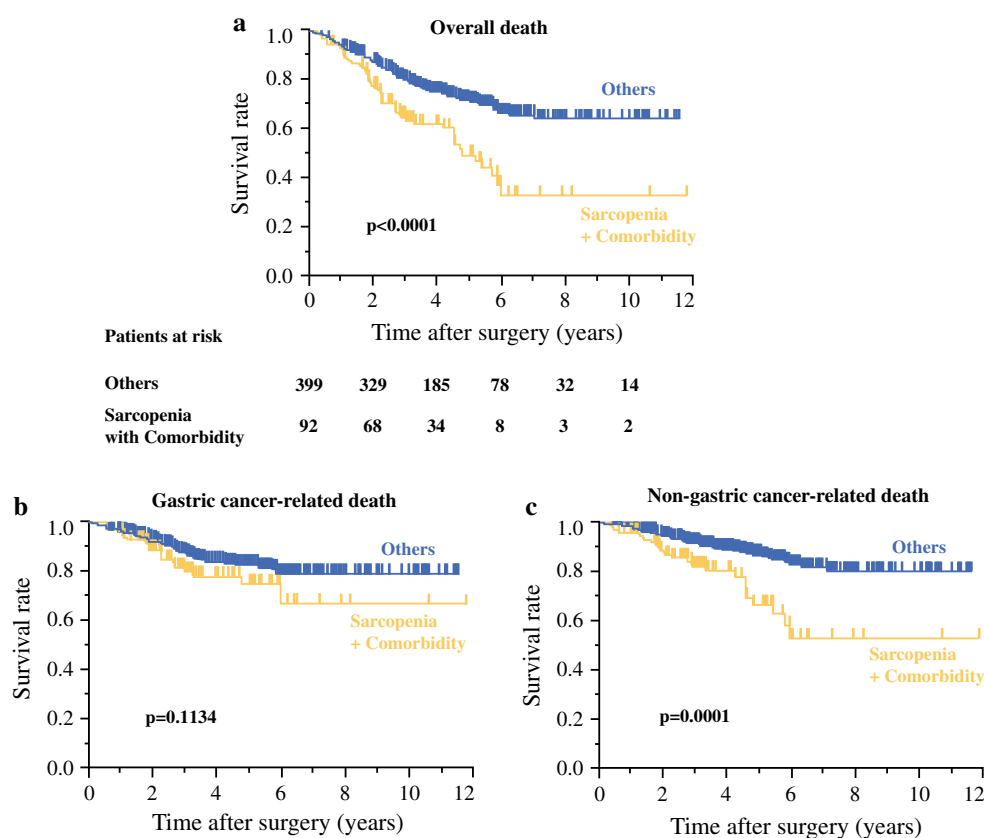 a
Overall death
1.0
0.8
0.6
0.4
0.2
0.0
Survival rate
Others
Sarcopenia
+ Comorbidity
p<0.0001
0 2 4 6 8 10 12
Time after surgery (years)
Patients at risk
Others 399 329 185 78 32 14
Sarcopenia
with Comorbidity 92 68 34 8 3 2
b
Gastric cancer-related death
1.0
0.8
0.6
0.4
0.2
0.0
Survival rate
Others
Sarcopenia
+ Comorbidity
p=0.1134
0 2 4 6 8 10 12
Time after surgery (years)
c
Non-gastric cancer-related death
1.0
0.8
0.6
0.4
0.2
0.0
Survival rate
Others
Sarcopenia
+ Comorbidity
p=0.0001
0 2 4 6 8 10 12
Time after surgery (years)